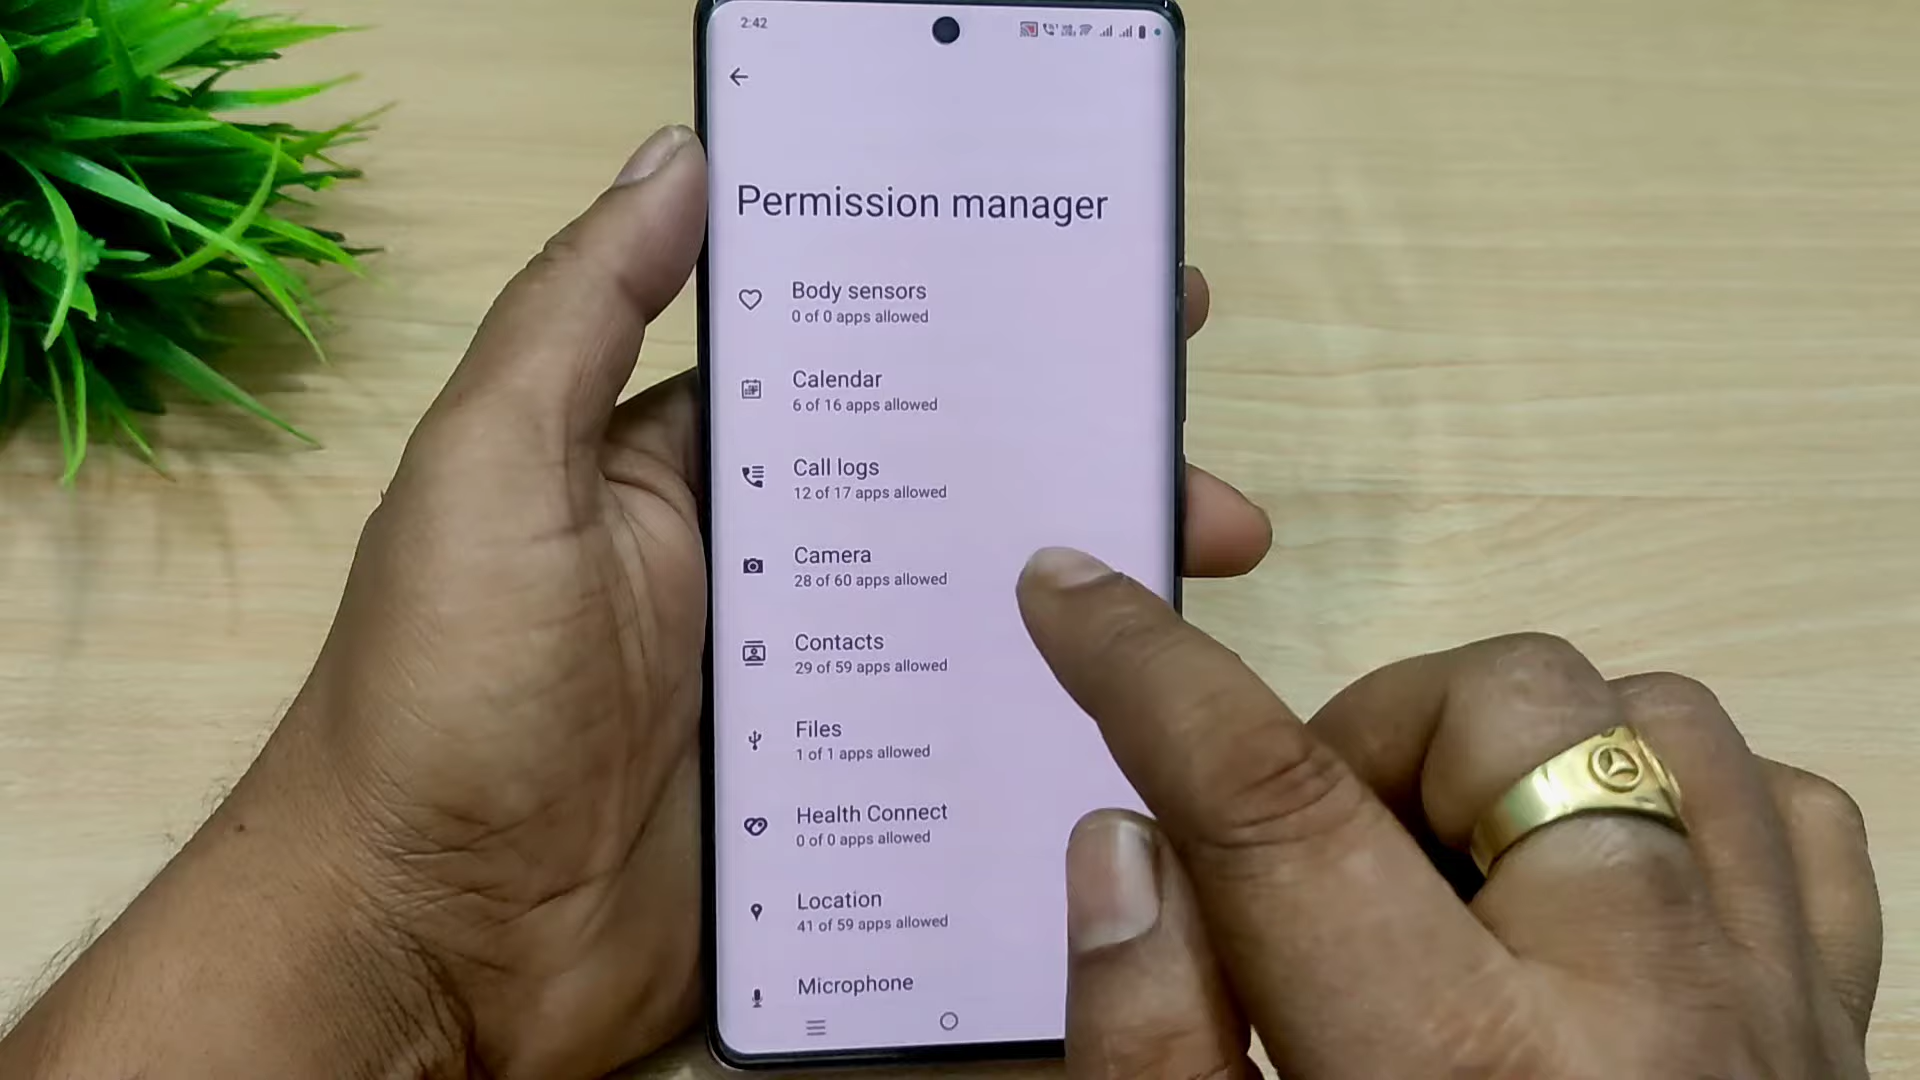 2:42
Permission manager
Body sensors
0 of 0 apps allowed
Calendar
6 of 16 apps allowed
Call logs
12 of 17 apps allowed
Camera
28 of 60 apps allowed
Contacts
29 of 59 apps allowed
Files
1 of 1 apps allowed
Health Connect
0 of 0 apps allowed
Location
41 of 59 apps allowed
Microphone